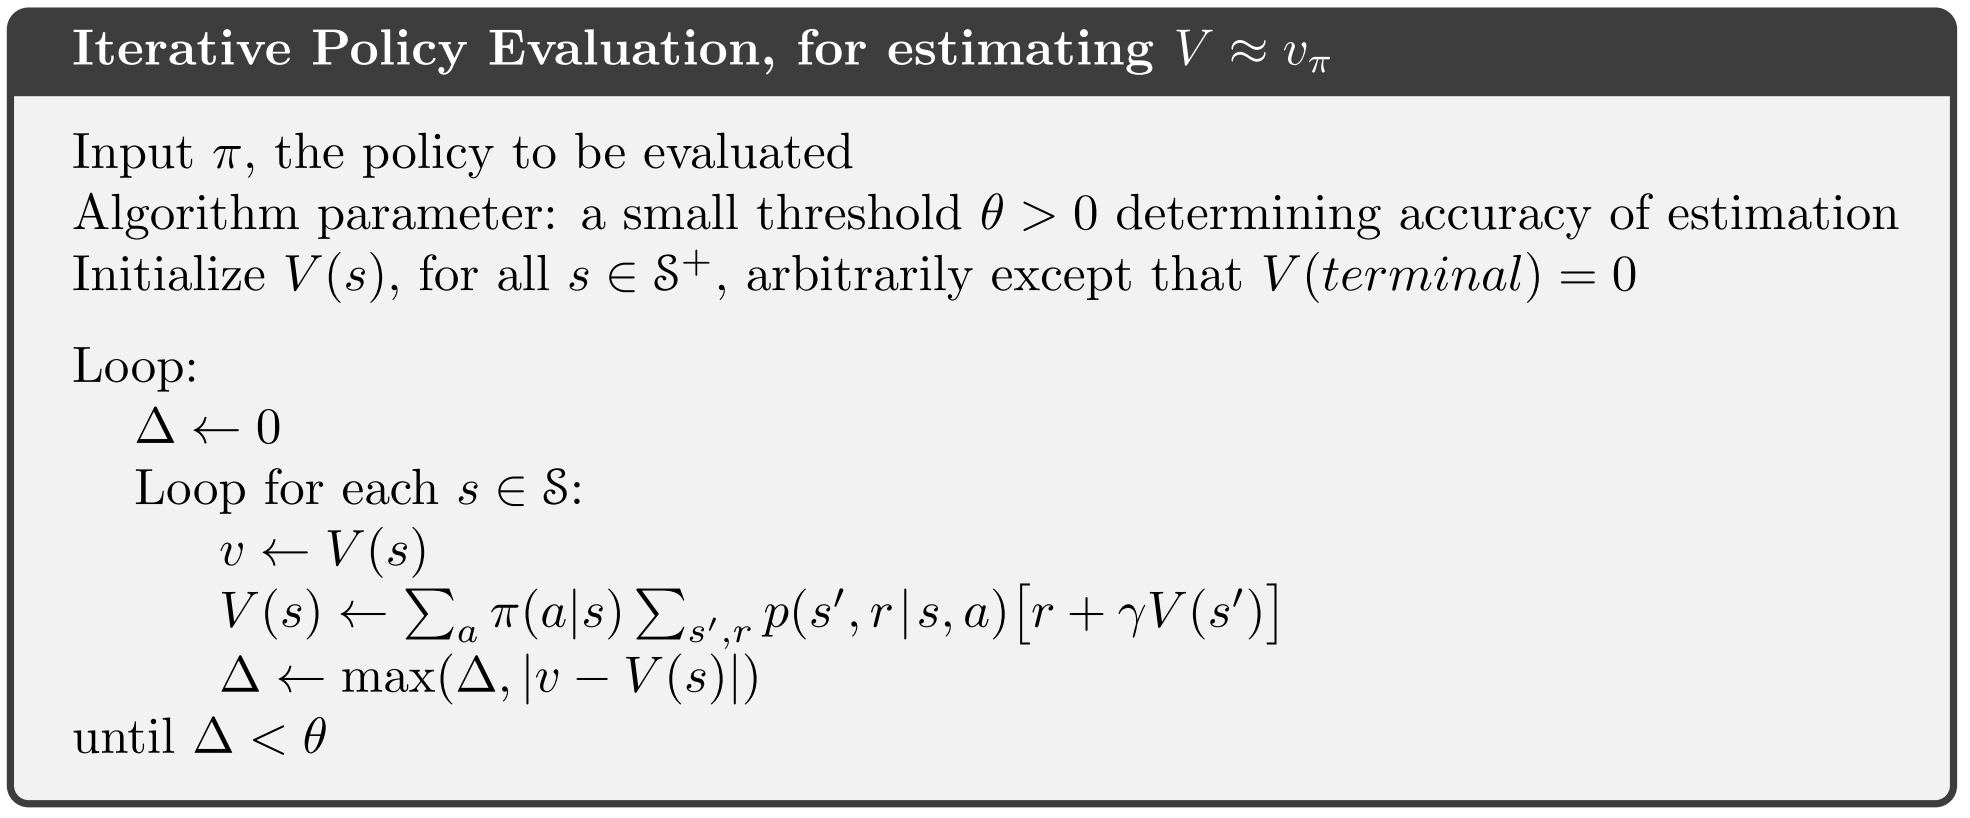 Iterative Policy Evaluation, for estimating V ≈ v_π
Input π, the policy to be evaluated
Algorithm parameter: a small threshold θ > 0 determining accuracy of estimation
Initialize V(s), for all s ∈ 𝒮⁺, arbitrarily except that V(terminal) = 0
Loop:
Δ ← 0
Loop for each s ∈ 𝒮:
v ← V(s)
V(s) ← ∑_a π(a|s) ∑_{s′,r} p(s′, r | s, a)[r + γV(s′)]
Δ ← max(Δ, |v − V(s)|)
until Δ < θ